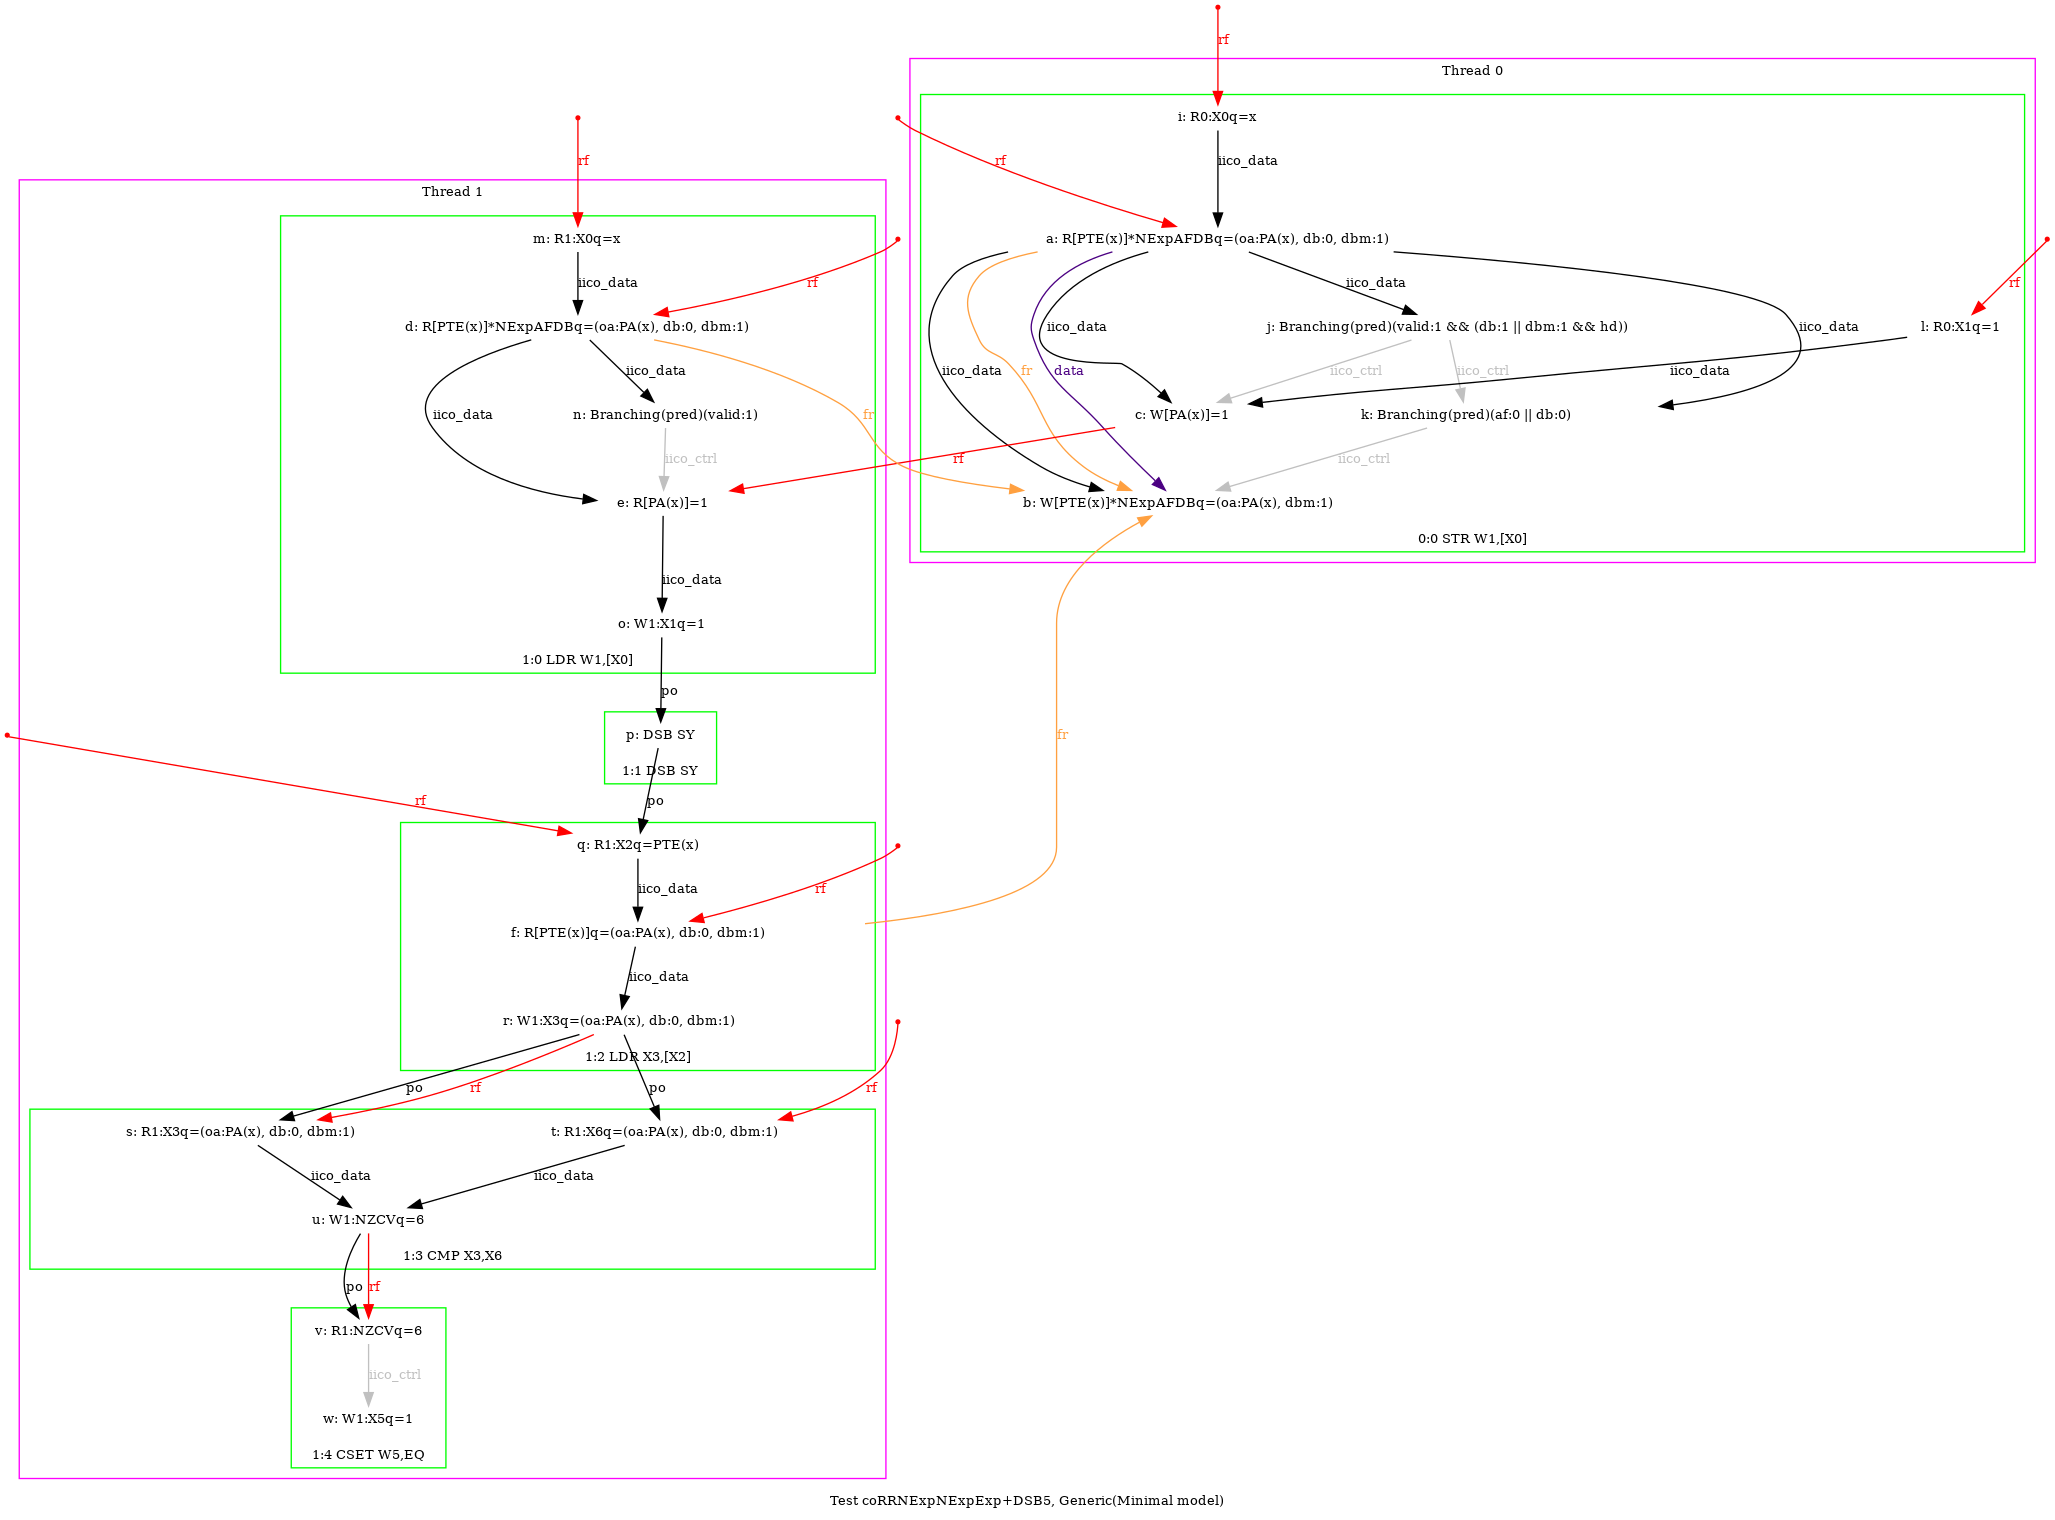 rf
Thread 0
i: R0:X0q=x
rf
rf
iico_data
Thread 1
m: R1:X0q=x
a: R[PTE(x)]*NExpAFDBq=(oa:PA(x), db:0, dbm:1)
iico_data
rf
iico_data
rf
d: R[PTE(x)]*NExpAFDBq=(oa:PA(x), db:0, dbm:1)
iico_data
j: Branching(pred)(valid:1 && (db:1 || dbm:1 && hd))
iico_data
l: R0:X1q=1
iico_data
iico_data
fr
data
iico_ctrl
iico_ctrl
iico_data
iico_data
n: Branching(pred)(valid:1)
fr
c: W[PA(x)]=1
k: Branching(pred)(af:0 || db:0)
iico_ctrl
rf
iico_ctrl
e: R[PA(x)]=1
b: W[PTE(x)]*NExpAFDBq=(oa:PA(x), dbm:1)
0:0 STR W1,[X0]
iico_data
o: W1:X1q=1
1:0 LDR W1,[X0]
po
p: DSB SY
fr
1:1 DSB SY
rf
po
q: R1:X2q=PTE(x)
iico_data
rf
f: R[PTE(x)]q=(oa:PA(x), db:0, dbm:1)
iico_data
r: W1:X3q=(oa:PA(x), db:0, dbm:1)
1:2 LDR X3,[X2]
po
rf
po
rf
s: R1:X3q=(oa:PA(x), db:0, dbm:1)
t: R1:X6q=(oa:PA(x), db:0, dbm:1)
iico_data
iico_data
u: W1:NZCVq=6
1:3 CMP X3,X6
po
rf
v: R1:NZCVq=6
iico_ctrl
w: W1:X5q=1
1:4 CSET W5,EQ
Test coRRNExpNExpExp+DSB5, Generic(Minimal model)